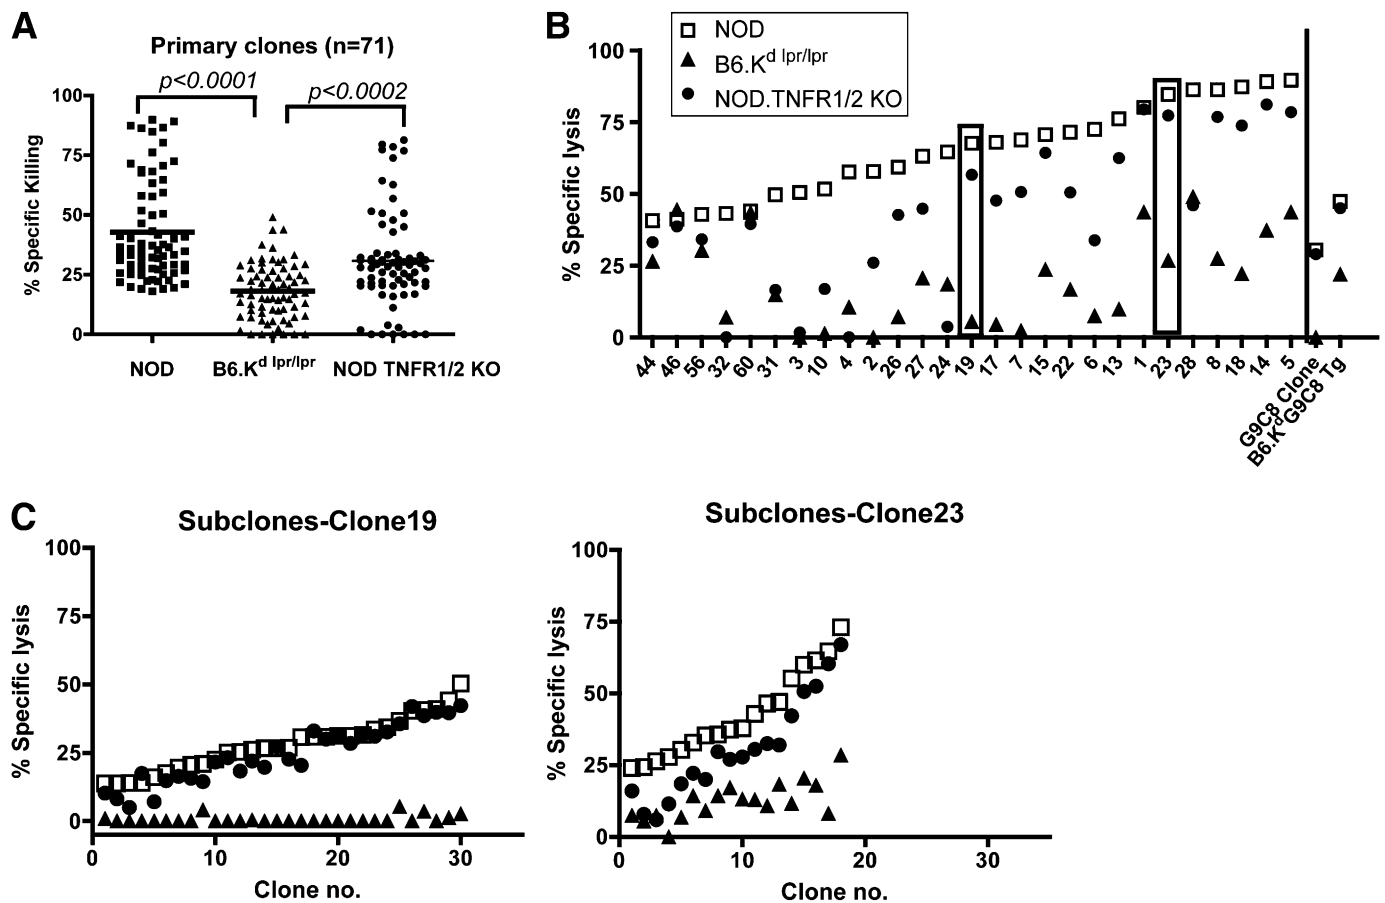 A
Primary clones (n=71)
p<0.0001
p<0.0002
% Specific Killing
100
75
50
25
0
NOD
B6.K^d lpr/lpr
NOD TNFR1/2 KO
B
NOD
B6.K^d lpr/lpr
NOD.TNFR1/2 KO
% Specific lysis
100
75
50
25
0
44 46 56 32 60 31 3 10 4 2 26 27 24 19 17 7 15 22 6 13 1 23 28 8 18 14 5
G9C8 Clone
B6.K^d G9C8 Tg
C
Subclones-Clone19
% Specific lysis
100
75
50
25
0
0 10 20 30
Clone no.
Subclones-Clone23
% Specific lysis
100
75
50
25
0
0 10 20 30
Clone no.